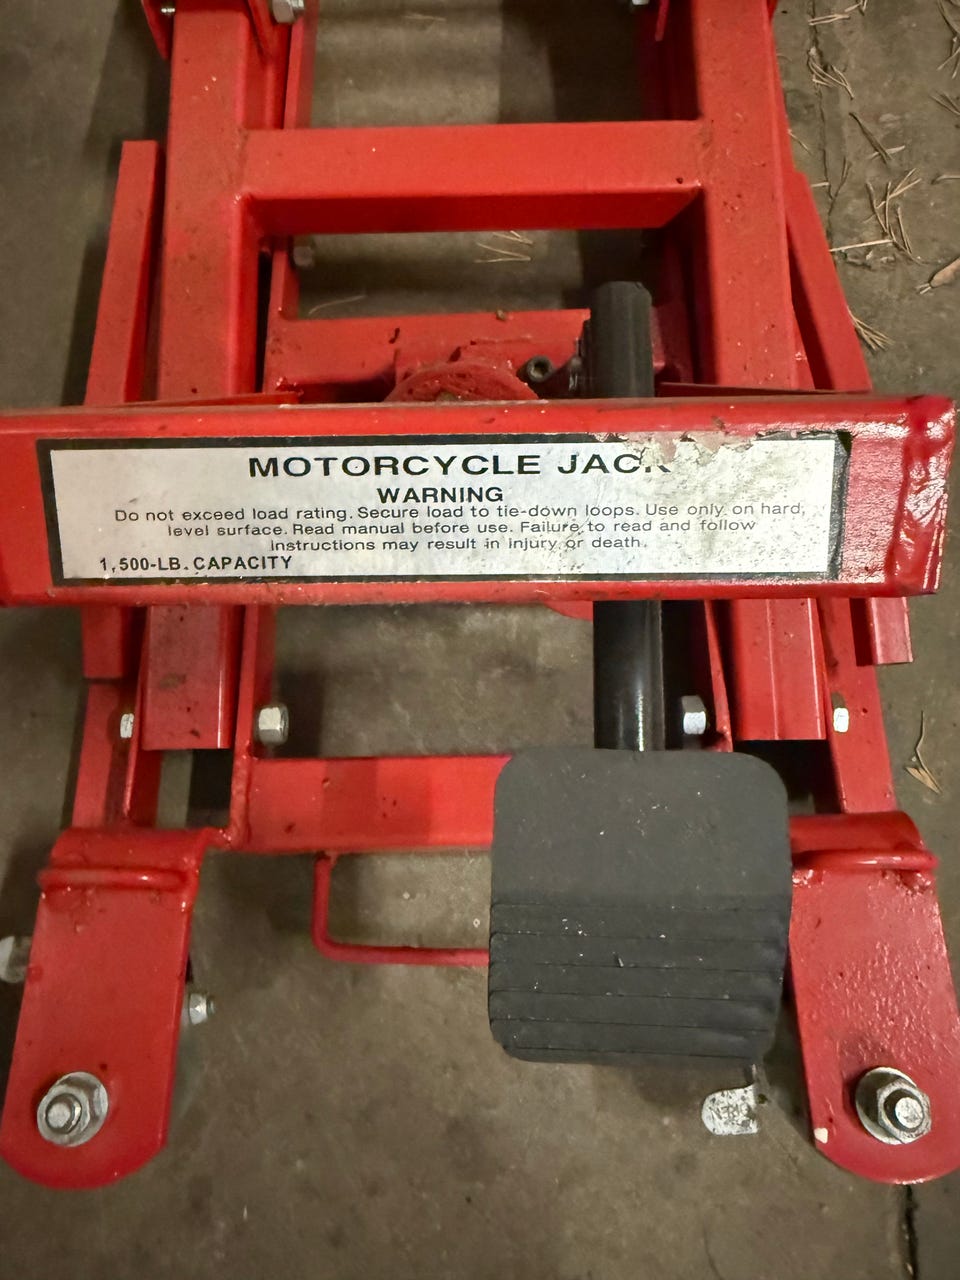 MOTORCYCLE JACK
WARNING
Do not exceed load rating. Secure load to tie-down loops. Use only on hard,
level surface. Read manual before use. Failure to read and follow
instructions may result in injury or death.
1,500-LB. CAPACITY